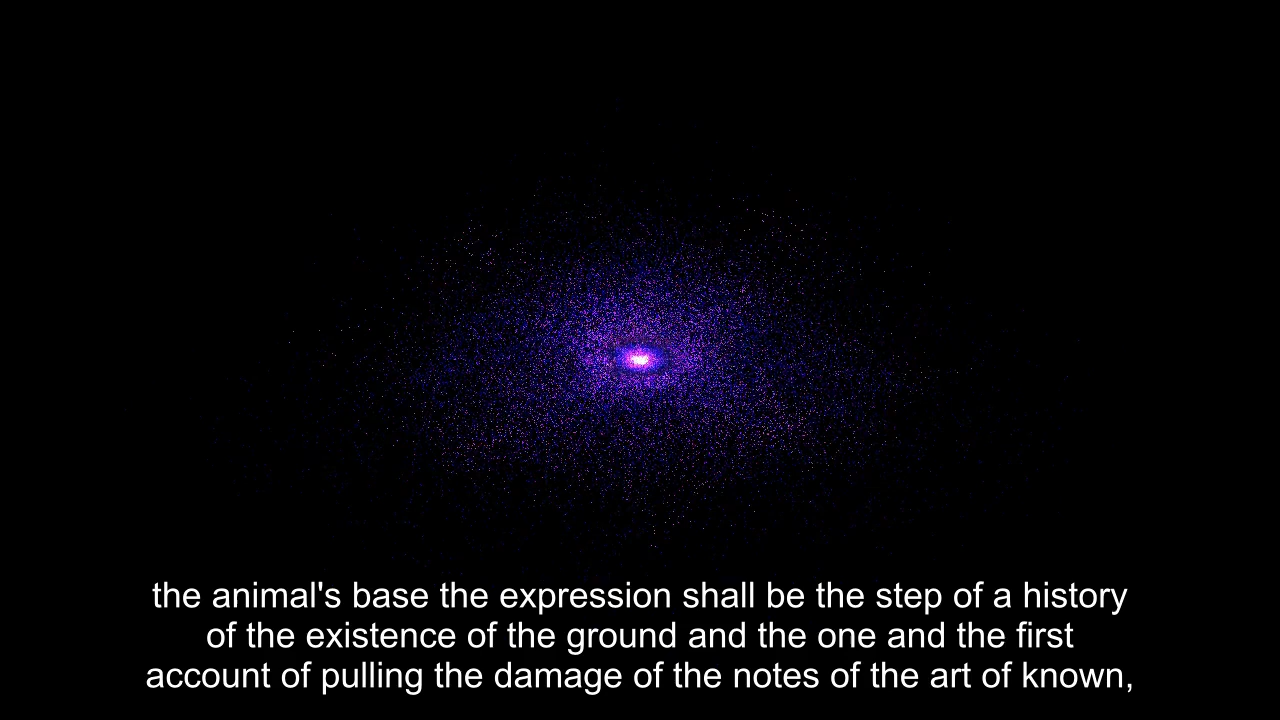 the animal's base the expression shall be the step of a history
of the existence of the ground and the one and the first
account of pulling the damage of the notes of the art of known,